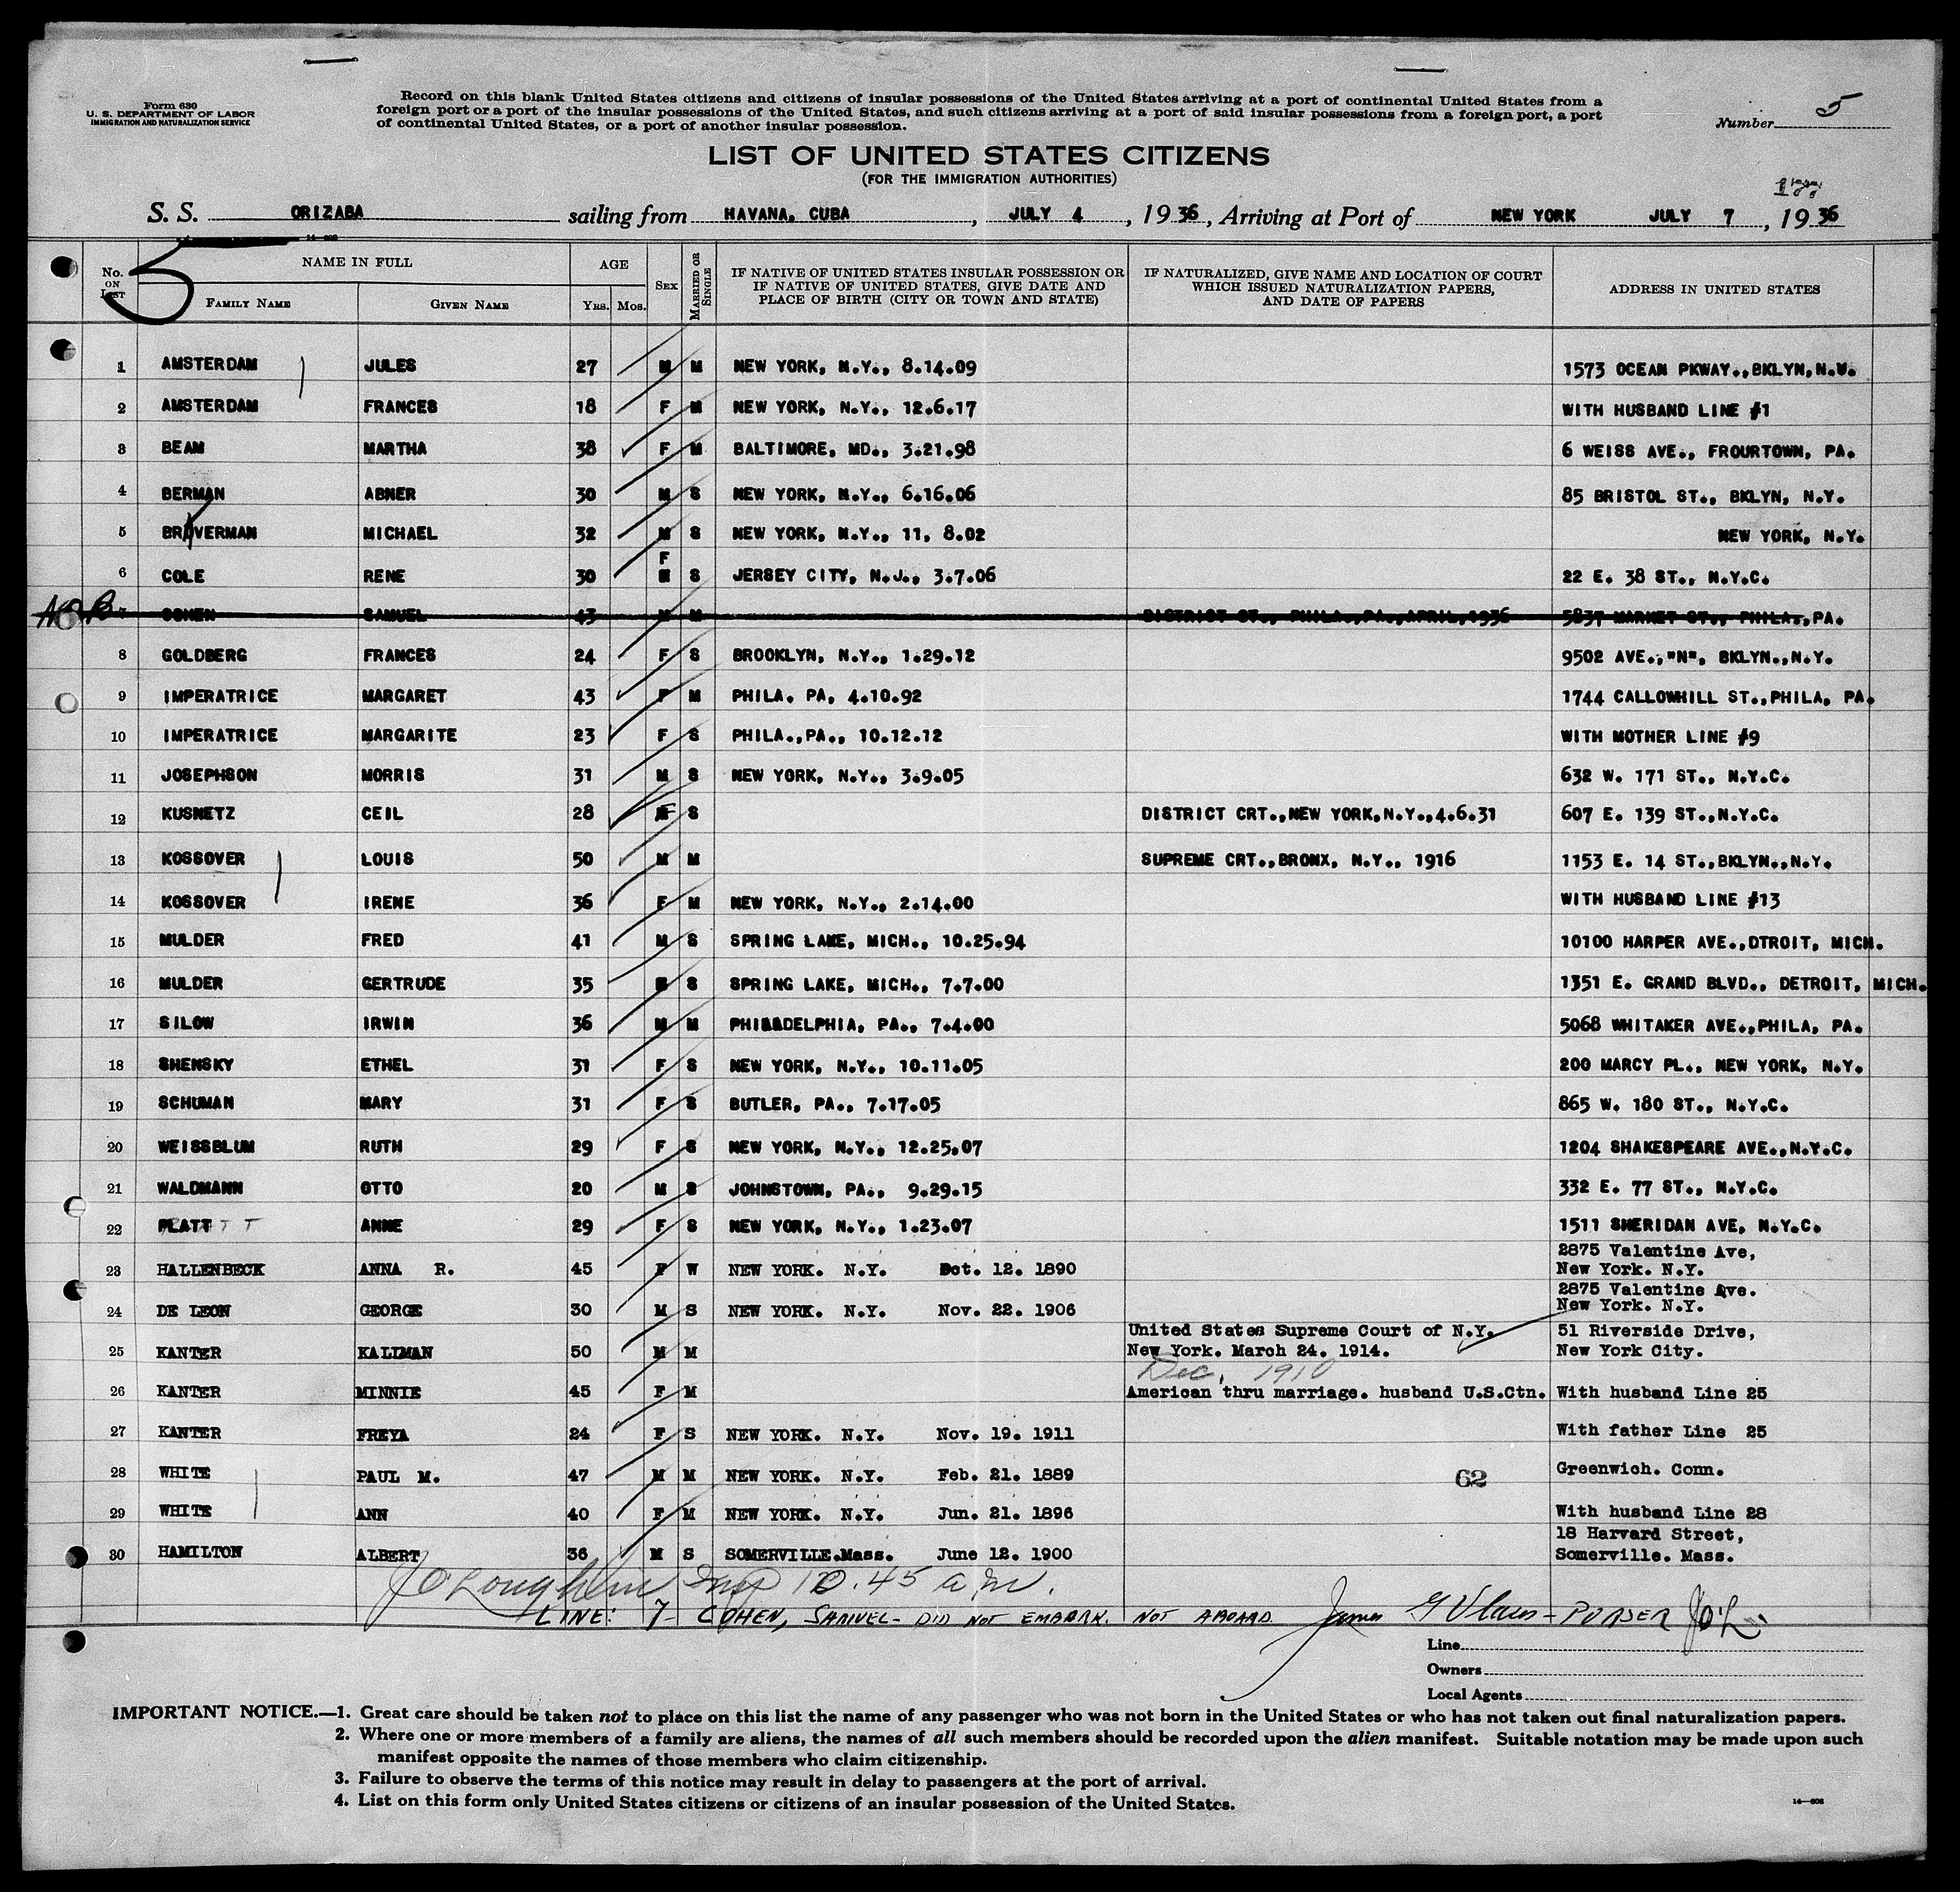 Form 630
U. S. DEPARTMENT OF LABOR
IMMIGRATION AND NATURALIZATION SERVICE
Record on this blank United States citizens and citizens of insular possessions of the United States arriving at a port of continental United States from a
foreign port or a port of the insular possessions of the United States, and such citizens arriving at a port of said insular possessions from a foreign port, a port
of continental United States, or a port of another insular possession.
Number 5
LIST OF UNITED STATES CITIZENS
(FOR THE IMMIGRATION AUTHORITIES)
177
S. S. ORIZABA sailing from HAVANA, CUBA, JULY 4, 1936, Arriving at Port of NEW YORK JULY 7, 1936
5
No. ON LIST NAME IN FULL AGE SEX MARRIED OR SINGLE IF NATIVE OF UNITED STATES INSULAR POSSESSION OR IF NATIVE OF UNITED STATES, GIVE DATE AND PLACE OF BIRTH (CITY OR TOWN AND STATE) IF NATURALIZED, GIVE NAME AND LOCATION OF COURT WHICH ISSUED NATURALIZATION PAPERS, AND DATE OF PAPERS ADDRESS IN UNITED STATES
FAMILY NAME GIVEN NAME YRS. MOS.
1 AMSTERDAM JULES 27 M M NEW YORK, N.Y., 8.14.09 1573 OCEAN PKWAY.,BKLYN,N.Y.
2 AMSTERDAM FRANCES 18 F M NEW YORK, N.Y., 12.6.17 WITH HUSBAND LINE #1
3 BEAM MARTHA 38 F M BALTIMORE, MD., 3.21.98 6 WEISS AVE., FROURTOWN, PA.
4 BERMAN ABNER 30 M S NEW YORK, N.Y., 6.16.06 85 BRISTOL ST., BKLYN, N.Y.
5 BRAVERMAN MICHAEL 32 M S NEW YORK, N.Y., 11, 8.02 NEW YORK, N.Y.
6 COLE RENE 30 F S JERSEY CITY, N.J., 3.7.06 22 E. 38 ST., N.Y.C.
7 COHEN SAMUEL 43 M M DISTRICT CT., PHILA.,PA.,APRIL,1936 5837 MARKET ST., PHILA.,PA.
8 GOLDBERG FRANCES 24 F S BROOKLYN, N.Y., 1.29.12 9502 AVE.,"N", BKLYN.,N.Y.
9 IMPERATRICE MARGARET 43 F M PHILA. PA, 4.10.92 1744 CALLOWHILL ST.,PHILA, PA.
10 IMPERATRICE MARGARITE 23 F S PHILA.,PA., 10.12.12 WITH MOTHER LINE #9
11 JOSEPHSON MORRIS 31 M S NEW YORK, N.Y., 3.9.05 632 W. 171 ST., N.Y.C.
12 KUSNETZ CEIL 28 F S DISTRICT CRT.,NEW YORK,N.Y.,4.6.31 607 E. 139 ST.,N.Y.C.
13 KOSSOVER LOUIS 50 M M SUPREME CRT.,BRONX, N.Y., 1916 1153 E. 14 ST.,BKLYN.,N.Y.
14 KOSSOVER IRENE 36 F M NEW YORK, N.Y., 2.14.00 WITH HUSBAND LINE #13
15 MULDER FRED 41 M S SPRING LAKE, MICH., 10.25.94 10100 HARPER AVE.,DTROIT, MICH.
16 MULDER GERTRUDE 35 S SPRING LAKE, MICH., 7.7.00 1351 E. GRAND BLVD., DETROIT, MICH.
17 SILOW IRWIN 36 M M PHILADELPHIA, PA., 7.4.00 5068 WHITAKER AVE.,PHILA, PA.
18 SHENSKY ETHEL 31 F S NEW YORK, N.Y., 10.11.05 200 MARCY PL., NEW YORK, N.Y.
19 SCHUMAN MARY 31 F S BUTLER, PA., 7.17.05 865 W. 180 ST., N.Y.C.
20 WEISSBLUM RUTH 29 F S NEW YORK, N.Y., 12.25.07 1204 SHAKESPEARE AVE.,N.Y.C.
21 WALDMANN OTTO 20 M S JOHNSTOWN, PA., 9.29.15 332 E. 77 ST., N.Y.C.
22 PLATT ANNE 29 F S NEW YORK, N.Y., 1.23.07 1511 SHERIDAN AVE, N.Y.C.
23 HALLENBECK ANNA R. 45 F W NEW YORK. N.Y. Oct. 12. 1890 2875 Valentine Ave, New York. N.Y.
24 DE LEON GEORGE 30 M S NEW YORK. N.Y. Nov. 22. 1906 2875 Valentine Ave. New York. N.Y.
25 KANTER KALIMAN 50 M M United States Supreme Court of N.Y. New York. March 24. 1914. 51 Riverside Drive, New York City.
Dec. 1910
26 KANTER MINNIE 45 F M American thru marriage. husband U.S.Ctn. With husband Line 25
27 KANTER FREYA 24 F S NEW YORK. N.Y. Nov. 19. 1911 With father Line 25
28 WHITE PAUL M. 47 M M NEW YORK. N.Y. Feb. 21. 1889 62 Greenwich. Conn.
29 WHITE ANN 40 F M NEW YORK. N.Y. Jun. 21. 1896 With husband Line 28
30 HAMILTON ALBERT 36 M S SOMERVILLE.Mass. June 12. 1900 18 Harvard Street, Somerville. Mass.
J O'Loughlin Insp 10.45 a m.
LINE: 7- COHEN, SAMUEL- DID NOT EMBARK. NOT ABOARD. James - PURSER JO'L
Line
Owners
Local Agents
IMPORTANT NOTICE.—1. Great care should be taken not to place on this list the name of any passenger who was not born in the United States or who has not taken out final naturalization papers.
2. Where one or more members of a family are aliens, the names of all such members should be recorded upon the alien manifest. Suitable notation may be made upon such
manifest opposite the names of those members who claim citizenship.
3. Failure to observe the terms of this notice may result in delay to passengers at the port of arrival.
4. List on this form only United States citizens or citizens of an insular possession of the United States.